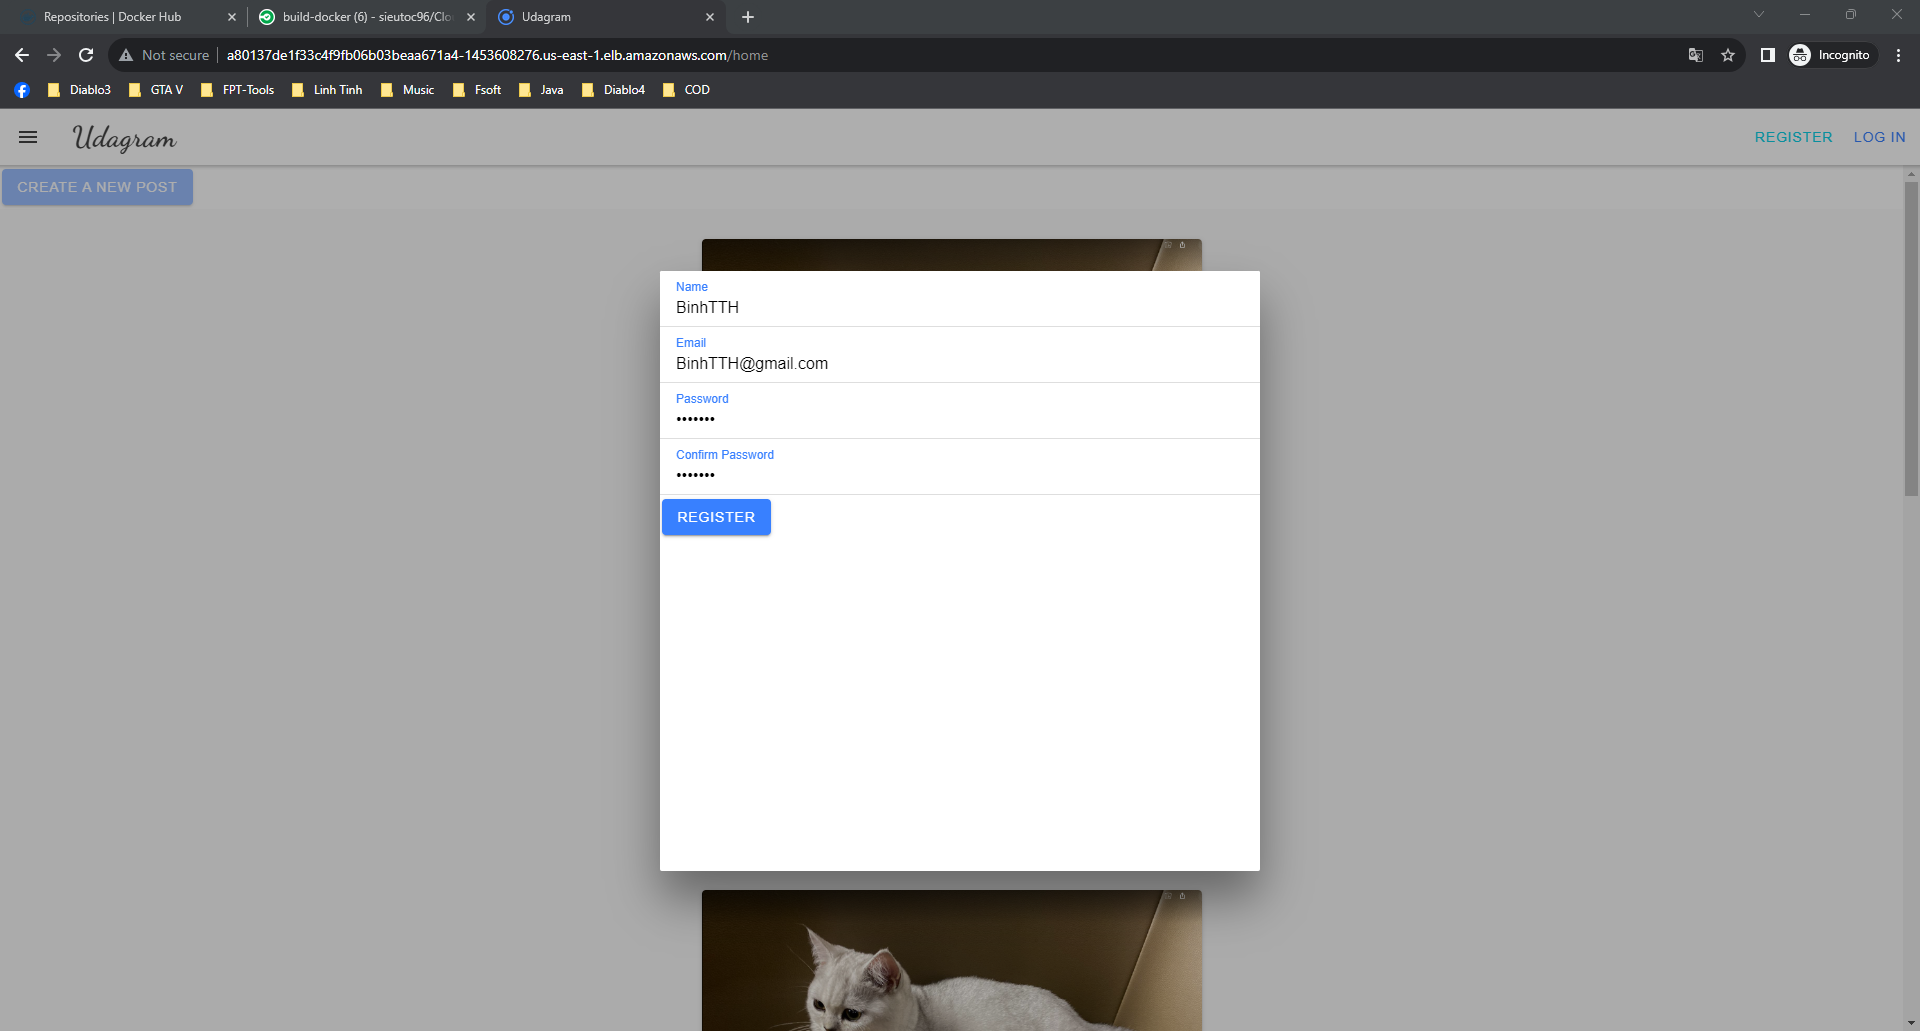 Repositories | Docker Hub
build-docker (6) - sieutoc96/Clo
Udagram
Not secure
a80137de1f33c4f9fb06b03beaa671a4-1453608276.us-east-1.elb.amazonaws.com/home
Incognito
Diablo3
GTA V
FPT-Tools
Linh Tinh
Music
Fsoft
Java
Diablo4
COD
Udagram
REGISTER
LOG IN
CREATE A NEW POST
Name
BinhTTH
Email
BinhTTH@gmail.com
Password
•••••••
Confirm Password
•••••••
REGISTER